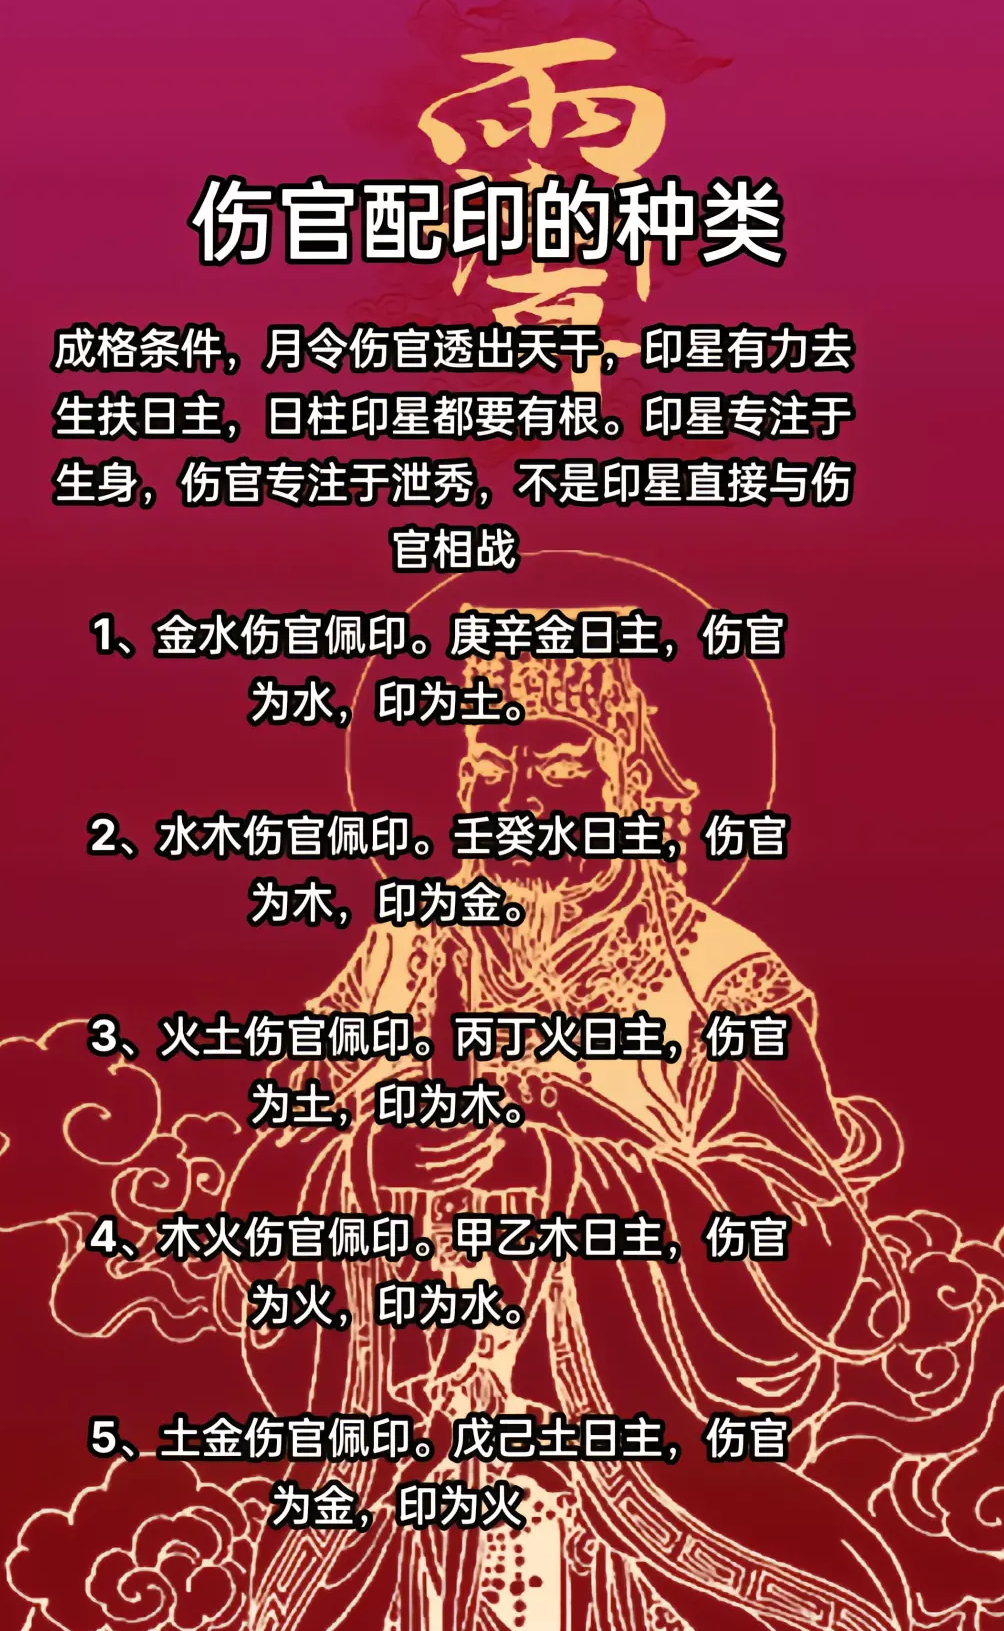 伤官配印的种类
成格条件，月令伤官透出天干，印星有力去
生扶日主，日柱印星都要有根。印星专注于
生身，伤官专注于泄秀，不是印星直接与伤
官相战
1、金水伤官佩印。庚辛金日主，伤官
为水，印为土。
2、水木伤官佩印。壬癸水日主，伤官
为木，印为金。
3、火土伤官佩印。丙丁火日主，伤官
为土，印为木。
4、木火伤官佩印。甲乙木日主，伤官
为火，印为水。
5、土金伤官佩印。戊己土日主，伤官
为金，印为火